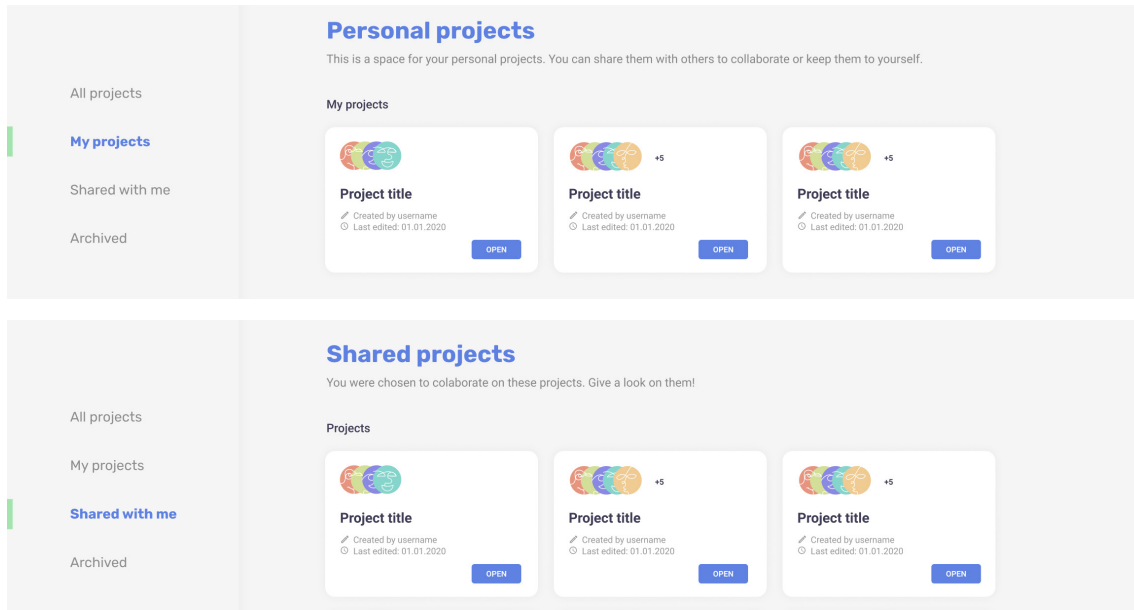 Personal projects
This is a space for your personal projects. You can share them with others to collaborate or keep them to yourself.
All projects
My projects
Shared with me
Archived
My projects
+5
+5
Project title
Project title
Project title
Created by username
Created by username
Created by username
Last edited: 01.01.2020
Last edited: 01.01.2020
Last edited: 01.01.2020
OPEN
OPEN
OPEN
Shared projects
You were chosen to colaborate on these projects. Give a look on them!
All projects
My projects
Shared with me
Archived
Projects
+5
+5
Project title
Project title
Project title
Created by username
Created by username
Created by username
Last edited: 01.01.2020
Last edited: 01.01.2020
Last edited: 01.01.2020
OPEN
OPEN
OPEN